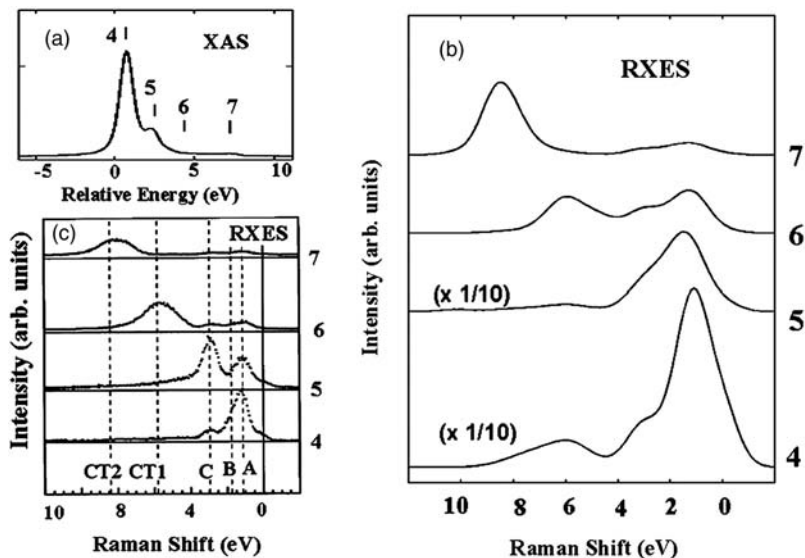 (a)
XAS
4
5
6
7
-5
0
5
10
Relative Energy (eV)
(c)
RXES
7
6
5
4
CT2
CT1
C
B
A
10
8
6
4
2
0
Raman Shift (eV)
Intensity (arb. units)
(b)
RXES
7
6
(x 1/10)
5
(x 1/10)
4
10
8
6
4
2
0
Raman Shift (eV)
Intensity (arb. units)